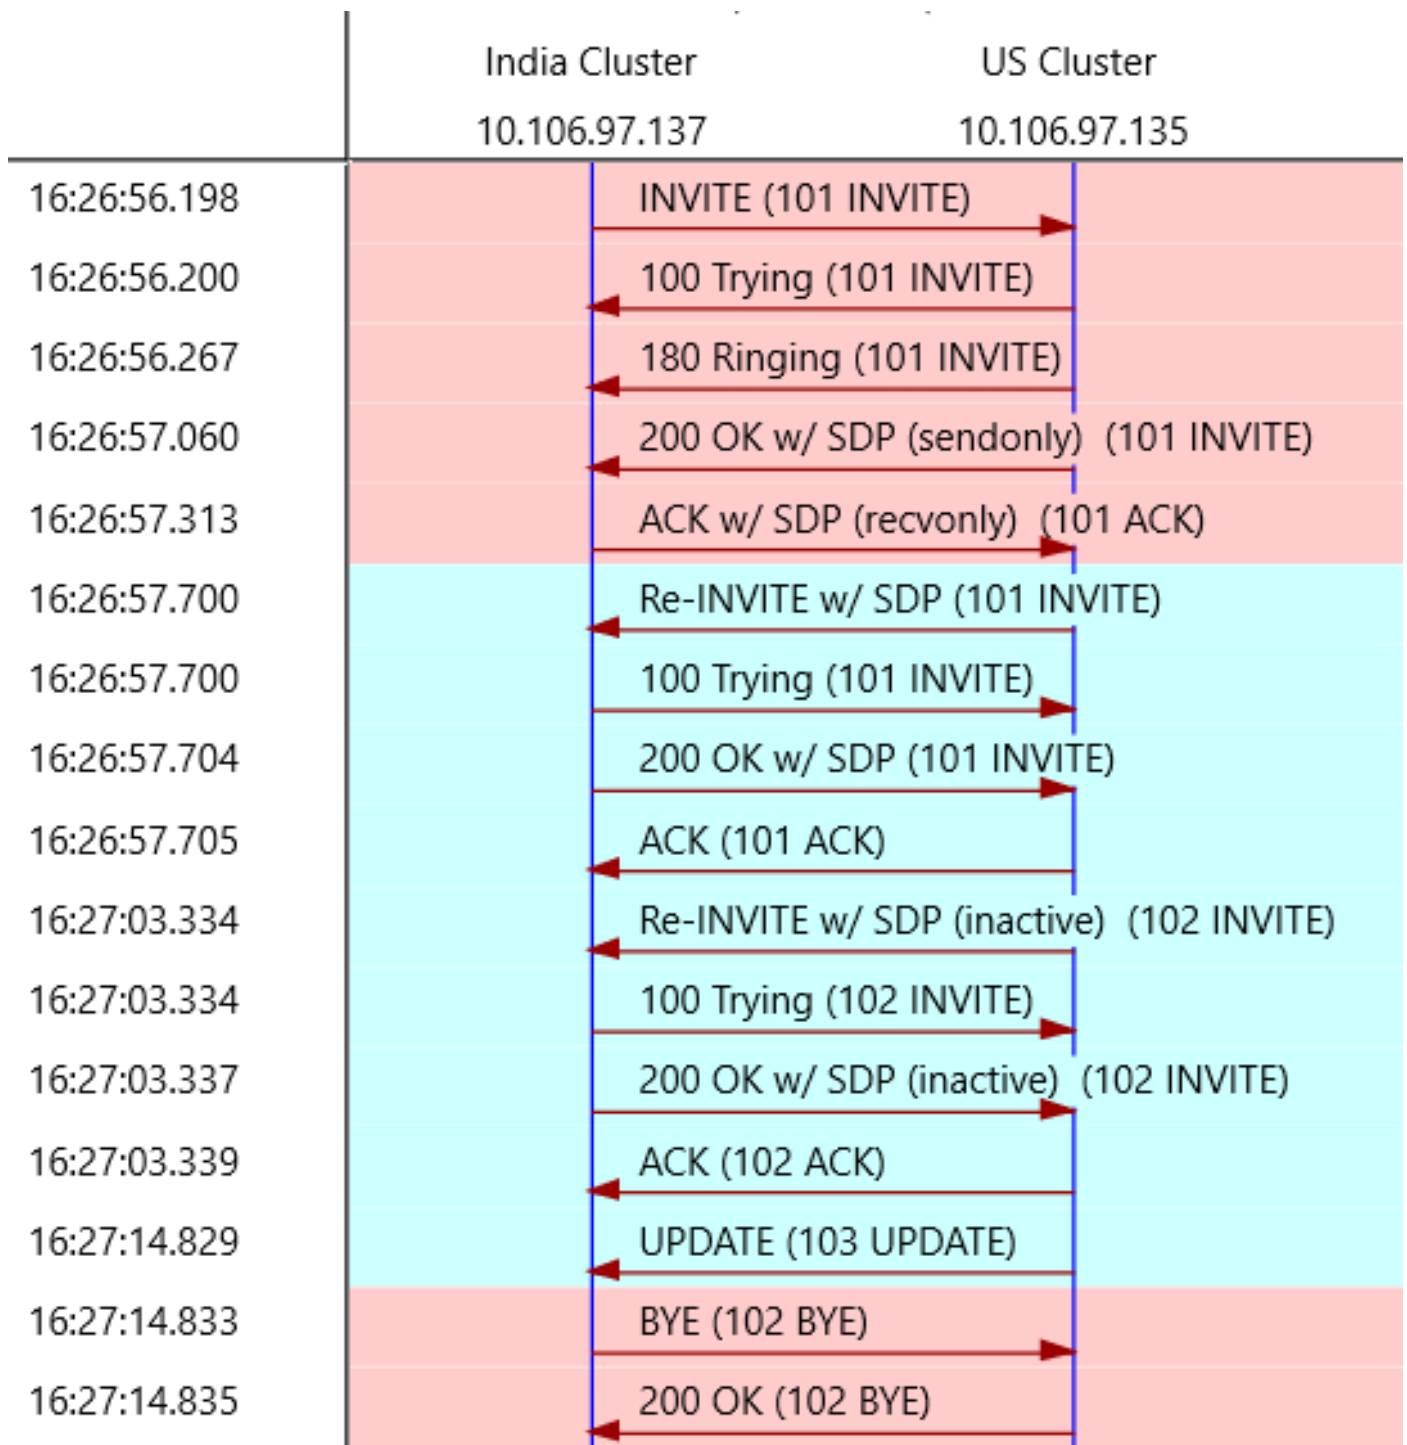 India Cluster US Cluster
10.106.97.137 10.106.97.135
16:26:56.198 INVITE (101 INVITE)
16:26:56.200 100 Trying (101 INVITE)
16:26:56.267 180 Ringing (101 INVITE)
16:26:57.060 200 OK w/ SDP (sendonly) (101 INVITE)
16:26:57.313 ACK w/ SDP (recvonly) (101 ACK)
16:26:57.700 Re-INVITE w/ SDP (101 INVITE)
16:26:57.700 100 Trying (101 INVITE)
16:26:57.704 200 OK w/ SDP (101 INVITE)
16:26:57.705 ACK (101 ACK)
16:27:03.334 Re-INVITE w/ SDP (inactive) (102 INVITE)
16:27:03.334 100 Trying (102 INVITE)
16:27:03.337 200 OK w/ SDP (inactive) (102 INVITE)
16:27:03.339 ACK (102 ACK)
16:27:14.829 UPDATE (103 UPDATE)
16:27:14.833 BYE (102 BYE)
16:27:14.835 200 OK (102 BYE)